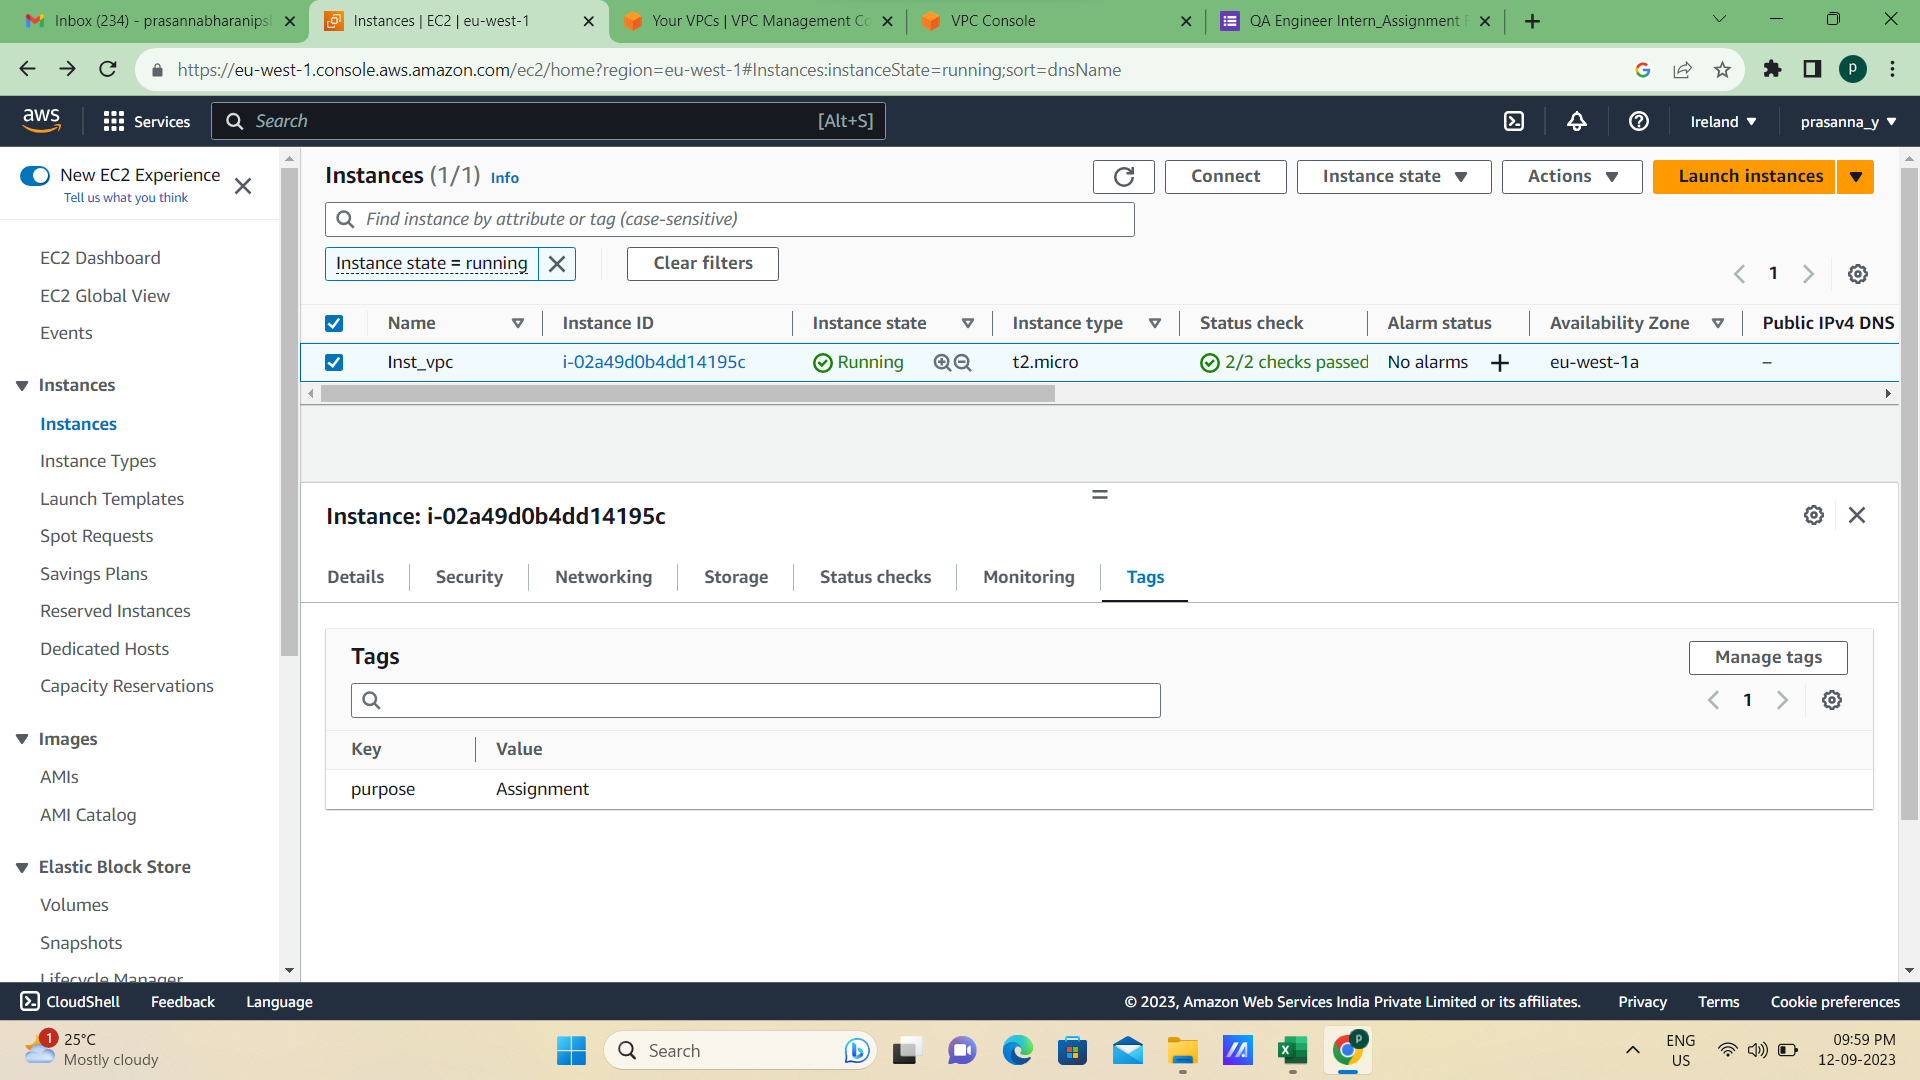 Inbox (234) - prasannabharanips
Instances | EC2 | eu-west-1
Your VPCs | VPC Management Co
VPC Console
QA Engineer Intern_Assignment
https://eu-west-1.console.aws.amazon.com/ec2/home?region=eu-west-1#Instances:instanceState=running;sort=dnsName
P
aws
Services
Search
[Alt+S]
Ireland
prasanna_y
New EC2 Experience
Tell us what you think
EC2 Dashboard
EC2 Global View
Events
Instances
Instances
Instance Types
Launch Templates
Spot Requests
Savings Plans
Reserved Instances
Dedicated Hosts
Capacity Reservations
Images
AMIs
AMI Catalog
Elastic Block Store
Volumes
Snapshots
Lifecycle Manager
Instances (1/1) Info
Connect
Instance state
Actions
Launch instances
Find instance by attribute or tag (case-sensitive)
Instance state = running
Clear filters
1
Name Instance ID Instance state Instance type Status check Alarm status Availability Zone Public IPv4 DNS
Inst_vpc i-02a49d0b4dd14195c Running t2.micro 2/2 checks passed No alarms + eu-west-1a –
Instance: i-02a49d0b4dd14195c
Details Security Networking Storage Status checks Monitoring Tags
Tags
Manage tags
1
Key Value
purpose Assignment
CloudShell Feedback Language
© 2023, Amazon Web Services India Private Limited or its affiliates. Privacy Terms Cookie preferences
1
25°C
Mostly cloudy
Search
P
ENG
US
09:59 PM
12-09-2023